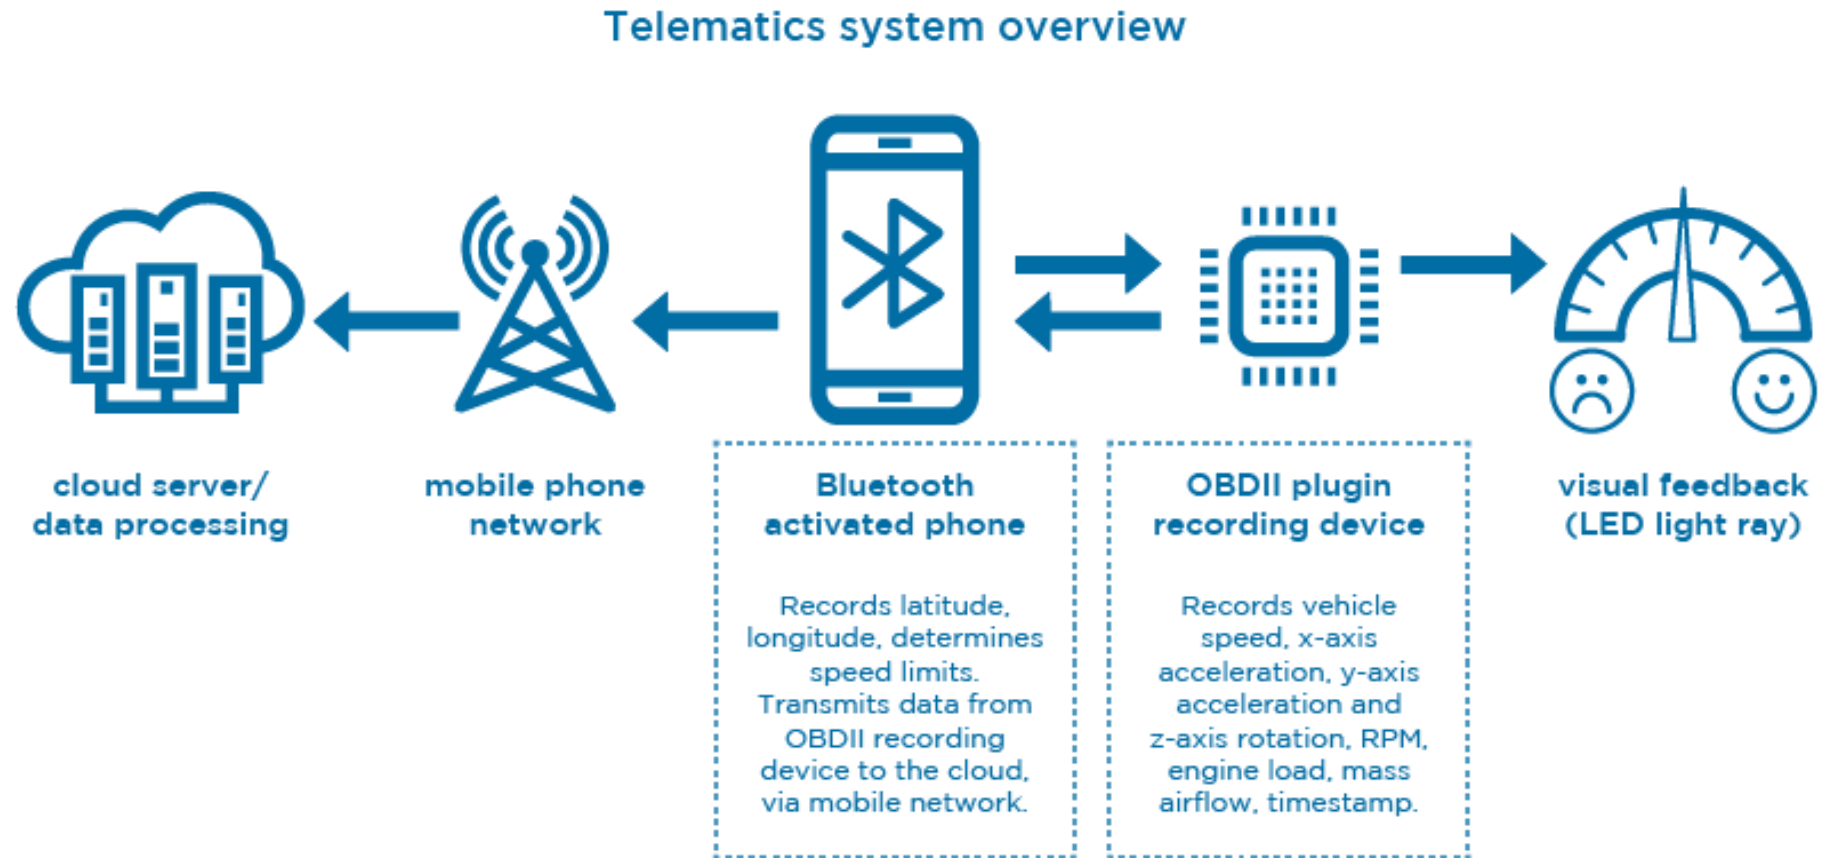 Telematics system overview
cloud server/
data processing
mobile phone
network
Bluetooth
activated phone
Records latitude,
longitude, determines
speed limits.
Transmits data from
OBDII recording
device to the cloud,
via mobile network.
OBDII plugin
recording device
Records vehicle
speed, x-axis
acceleration, y-axis
acceleration and
z-axis rotation, RPM,
engine load, mass
airflow, timestamp.
visual feedback
(LED light ray)